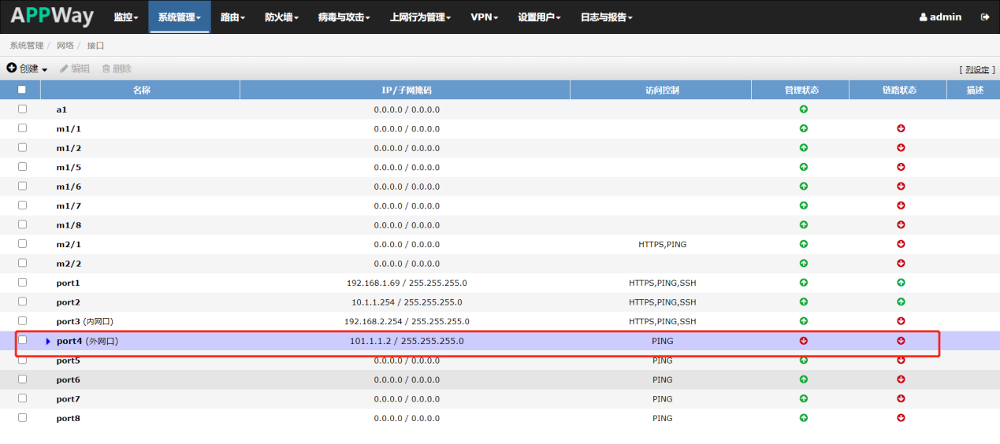 APPWay 监控 系统管理 路由 防火墙 病毒与攻击 上网行为管理 VPN 设置用户 日志与报告 admin
系统管理 / 网络 / 接口
创建 编辑 删除 [ 列设定 ]
名称 IP/子网掩码 访问控制 管理状态 链路状态 描述
a1 0.0.0.0 / 0.0.0.0
m1/1 0.0.0.0 / 0.0.0.0
m1/2 0.0.0.0 / 0.0.0.0
m1/5 0.0.0.0 / 0.0.0.0
m1/6 0.0.0.0 / 0.0.0.0
m1/7 0.0.0.0 / 0.0.0.0
m1/8 0.0.0.0 / 0.0.0.0
m2/1 0.0.0.0 / 0.0.0.0 HTTPS,PING
m2/2 0.0.0.0 / 0.0.0.0
port1 192.168.1.69 / 255.255.255.0 HTTPS,PING,SSH
port2 10.1.1.254 / 255.255.255.0 HTTPS,PING,SSH
port3 (内网口) 192.168.2.254 / 255.255.255.0 HTTPS,PING,SSH
port4 (外网口) 101.1.1.2 / 255.255.255.0 PING
port5 0.0.0.0 / 0.0.0.0 PING
port6 0.0.0.0 / 0.0.0.0 PING
port7 0.0.0.0 / 0.0.0.0 PING
port8 0.0.0.0 / 0.0.0.0 PING